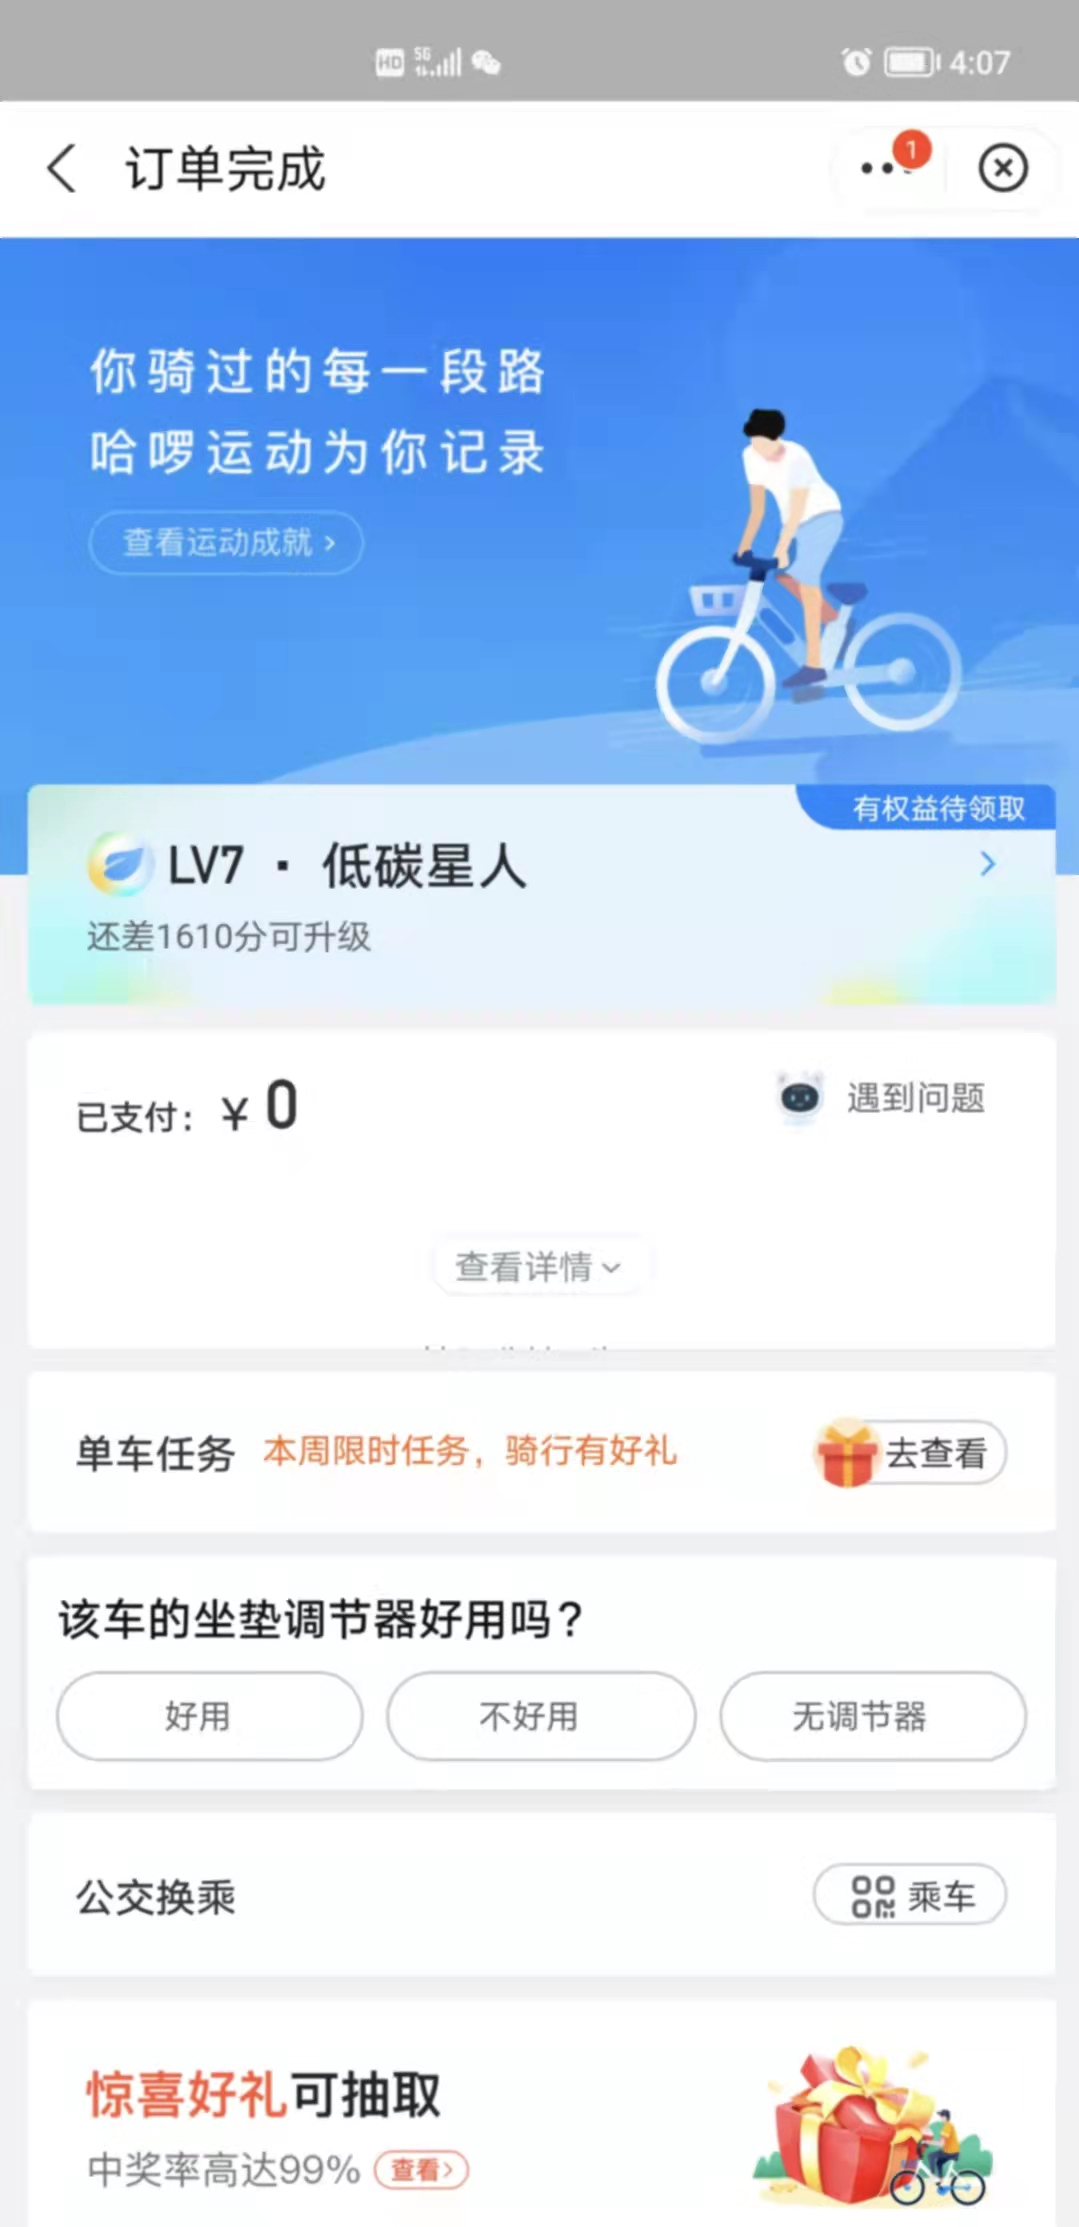 HD 5G 4:07
订单完成
1
你骑过的每一段路
哈啰运动为你记录
查看运动成就 >
有权益待领取
LV7 · 低碳星人
还差1610分可升级
已支付: ¥ 0
遇到问题
查看详情
单车任务 本周限时任务，骑行有好礼 去查看
该车的坐垫调节器好用吗?
好用 不好用 无调节器
公交换乘 乘车
惊喜好礼可抽取
中奖率高达99% 查看>